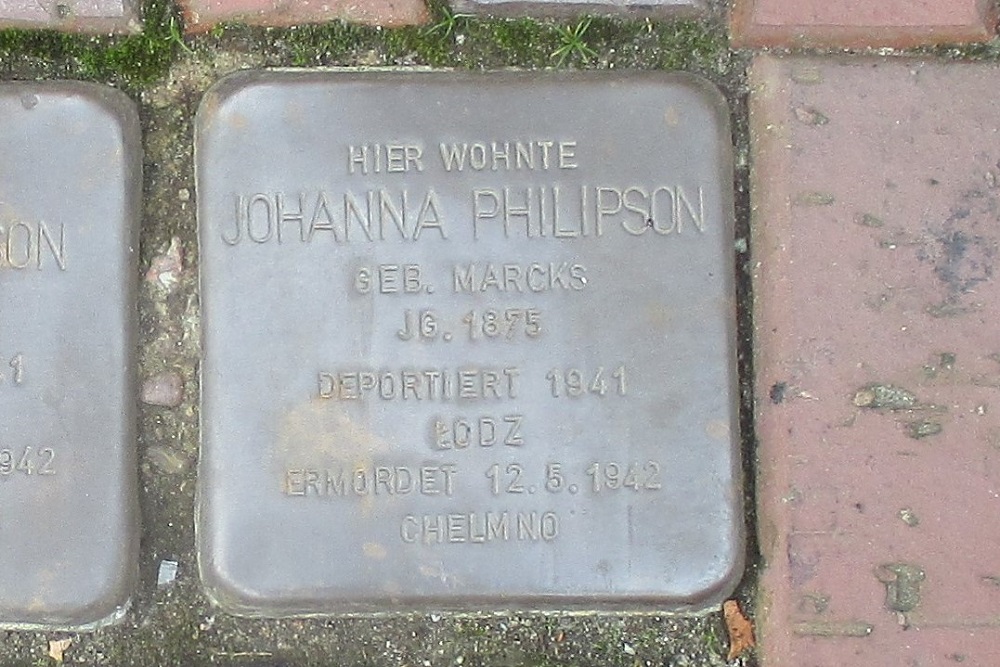 HIER WOHNTE
JOHANNA PHILIPSON
GEB. MARCKS
JG. 1875
DEPORTIERT 1941
ŁODZ
ERMORDET 12.5.1942
CHELMNO